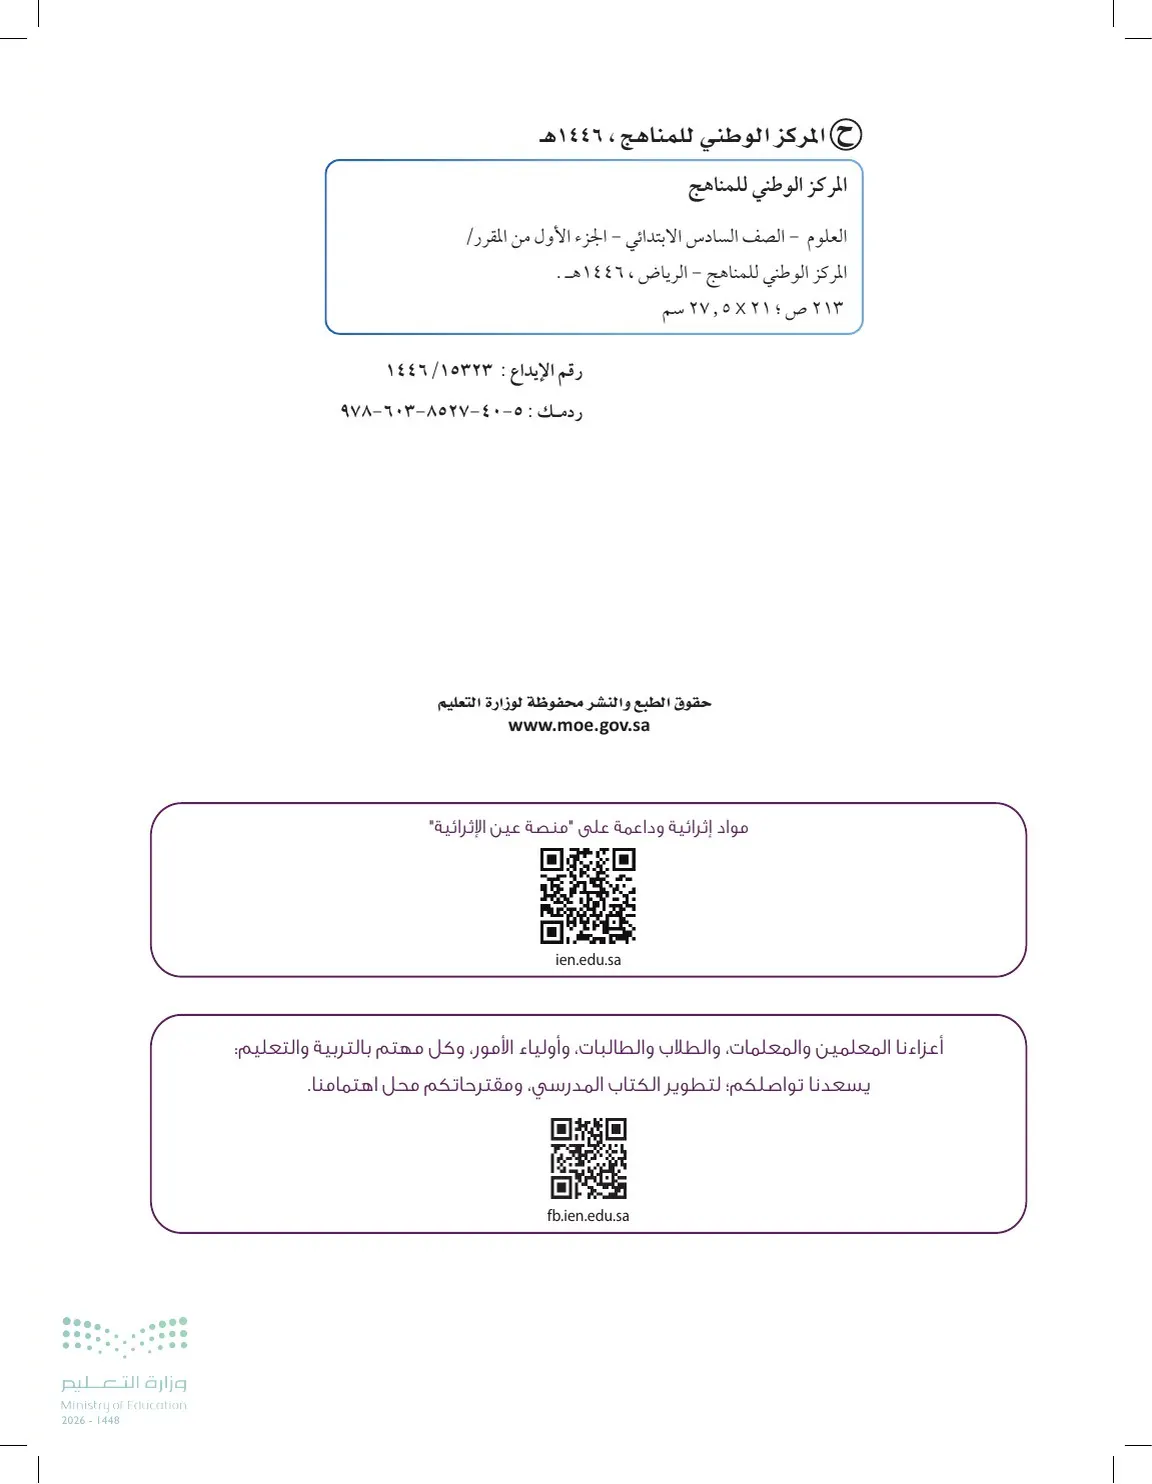 ح المركز الوطني للمناهج ، ١٤٤٦هـ
المركز الوطني للمناهج
العلوم - الصف السادس الابتدائي - الجزء الأول من المقرر/
المركز الوطني للمناهج - الرياض ، ١٤٤٦هـ .
٢١٣ ص ؛ ٢١ X ٢٧,٥ سم
رقم الإيداع : ١٤٤٦/١٥٣٢٣
ردمـك : ٥-٤٠-٨٥٢٧-٦٠٣-٩٧٨
حقوق الطبع والنشر محفوظة لوزارة التعليم
www.moe.gov.sa
مواد إثرائية وداعمة على "منصة عين الإثرائية"
ien.edu.sa
أعزاءنا المعلمين والمعلمات، والطلاب والطالبات، وأولياء الأمور، وكل مهتم بالتربية والتعليم:
يسعدنا تواصلكم؛ لتطوير الكتاب المدرسي، ومقترحاتكم محل اهتمامنا.
fb.ien.edu.sa
وزارة التعـــليم
Ministry of Education
2026 - 1448